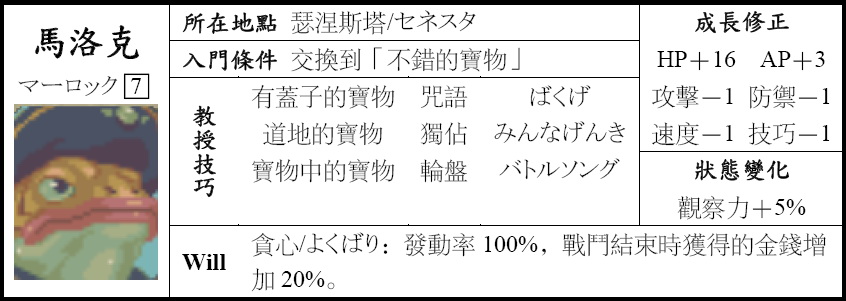 馬洛克
マーロック 7
所在地點 瑟涅斯塔/セネスタ
入門條件 交換到「不錯的寶物」
教授技巧
有蓋子的寶物 咒語 ばくげ
道地的寶物 獨佔 みんなげんき
寶物中的寶物 輪盤 バトルソング
成長修正
HP＋16 AP＋3
攻擊－1 防禦－1
速度－1 技巧－1
狀態變化
觀察力＋5%
Will 貪心/よくばり：發動率 100%，戰鬥結束時獲得的金錢增
加 20%。